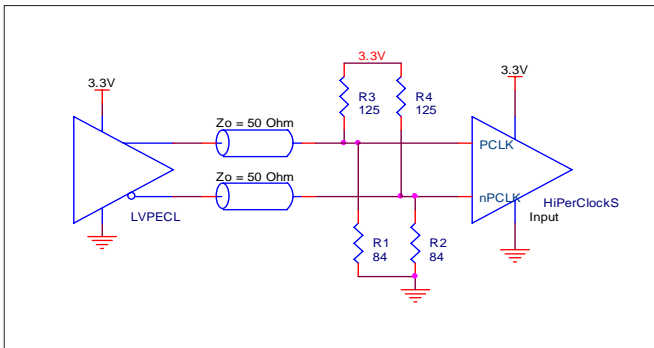 3.3V
3.3V
3.3V
R3
125
R4
125
Zo = 50 Ohm
PCLK
Zo = 50 Ohm
nPCLK
HiPerClockS
Input
LVPECL
R1
84
R2
84